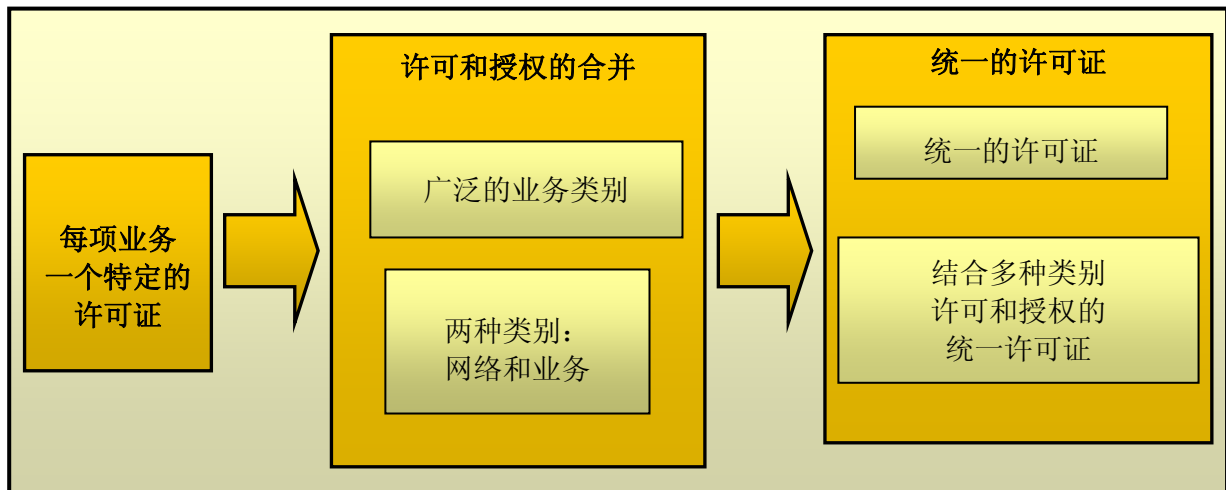 每项业务
一个特定的
许可证
许可和授权的合并
广泛的业务类别
两种类别：
网络和业务
统一的许可证
统一的许可证
结合多种类别
许可和授权的
统一许可证